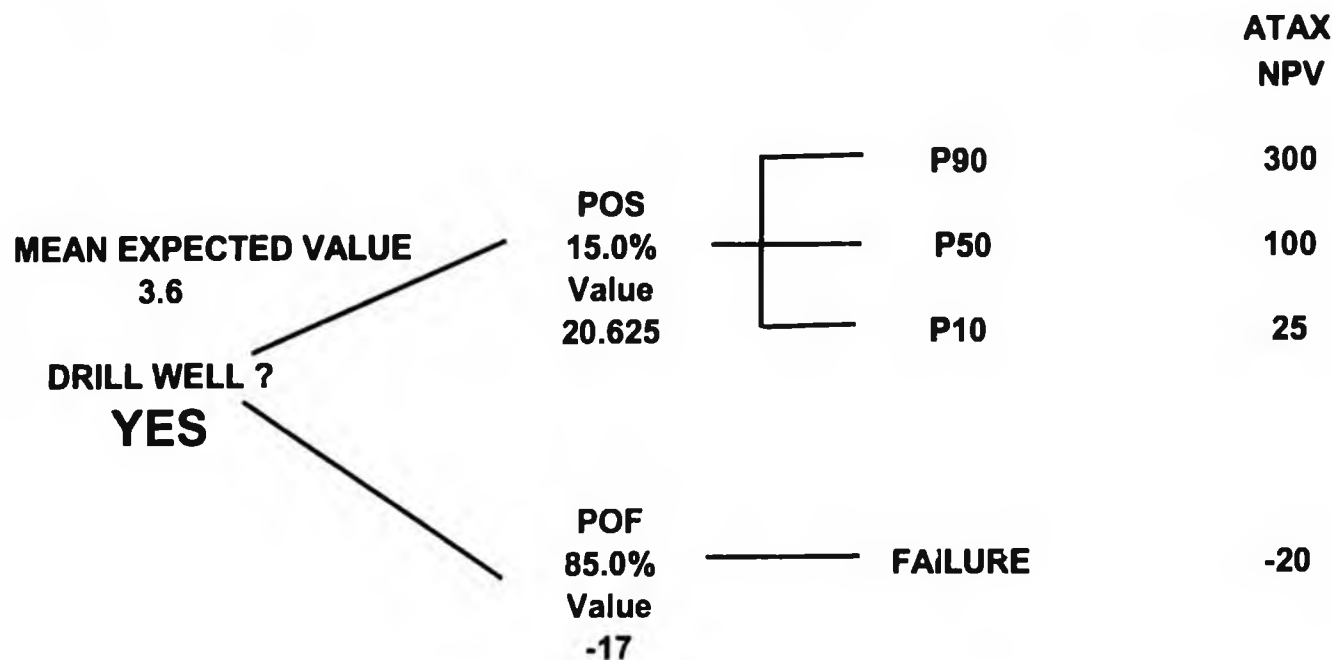 ATAX
NPV
P90 300
POS
15.0%
Value
20.625
MEAN EXPECTED VALUE
3.6
P50 100
P10 25
DRILL WELL ?
YES
POF
85.0%
Value
-17
FAILURE -20